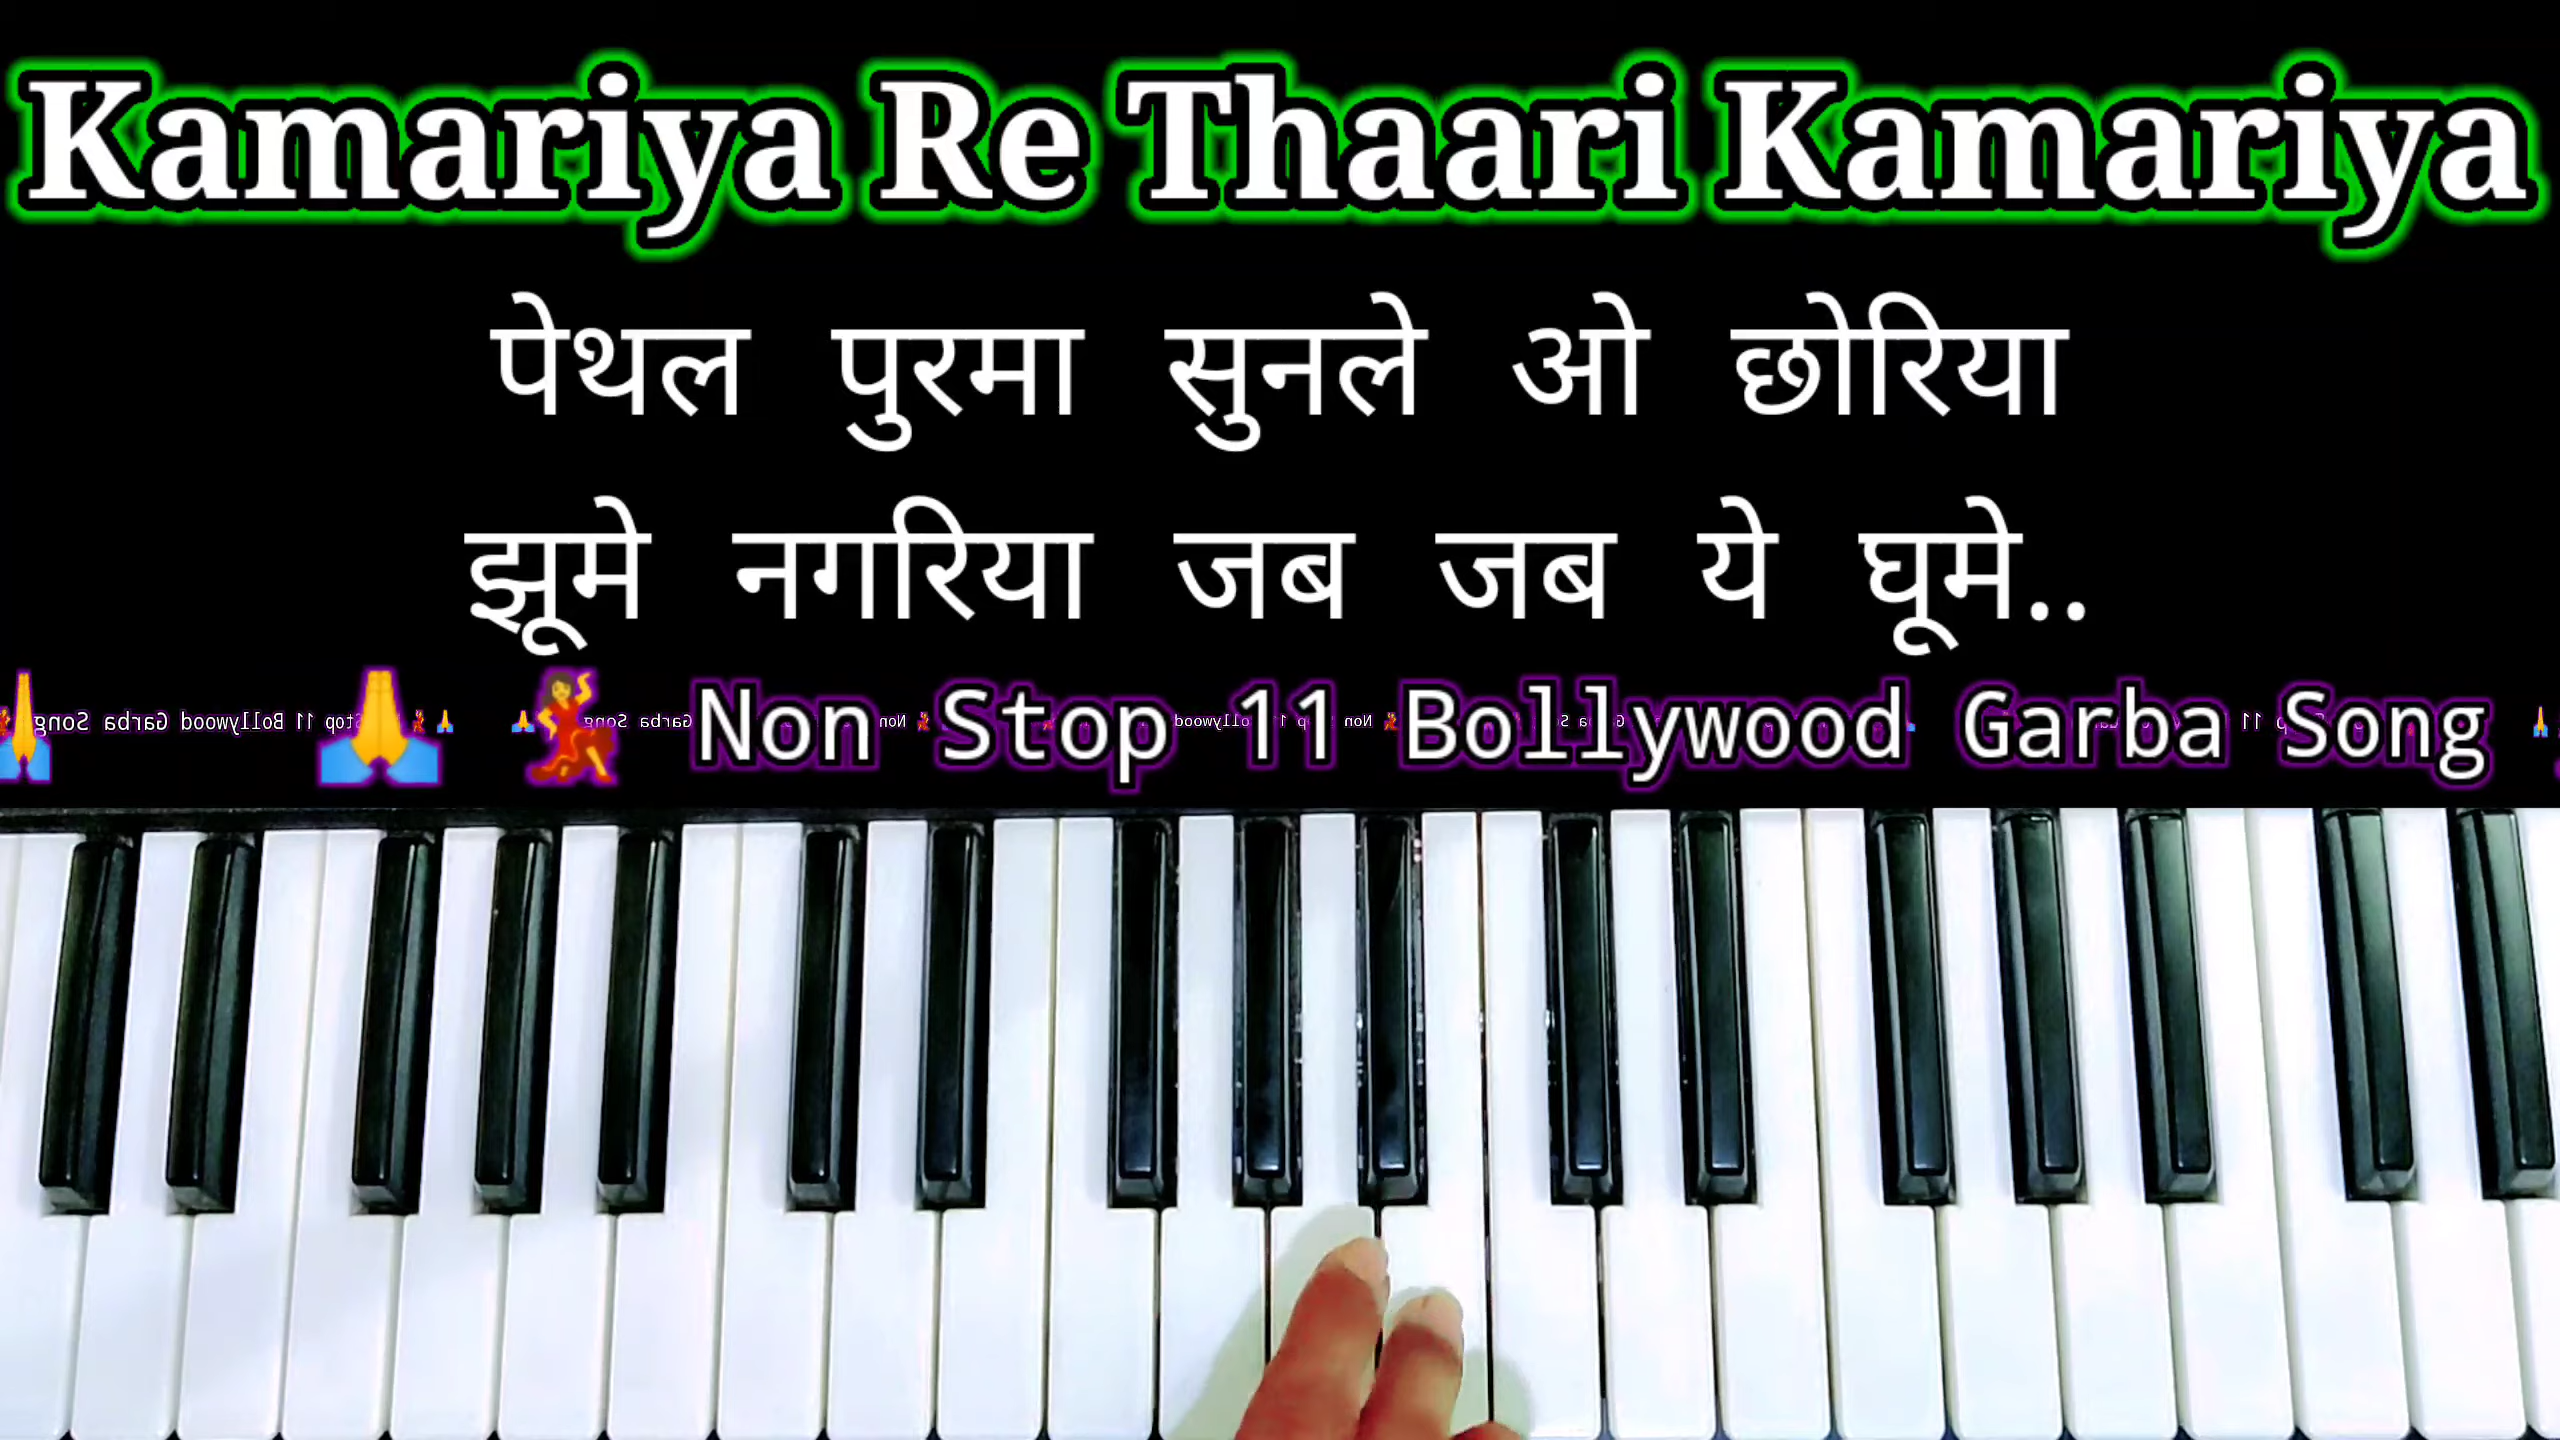 Kamariya Re Thaari Kamariya
पेथल पुरमा सुनले ओ छोरिया
झूमे नगरिया जब जब ये घूमे..
🙏 🙏 💃 Non Stop 11 Bollywood Garba Song